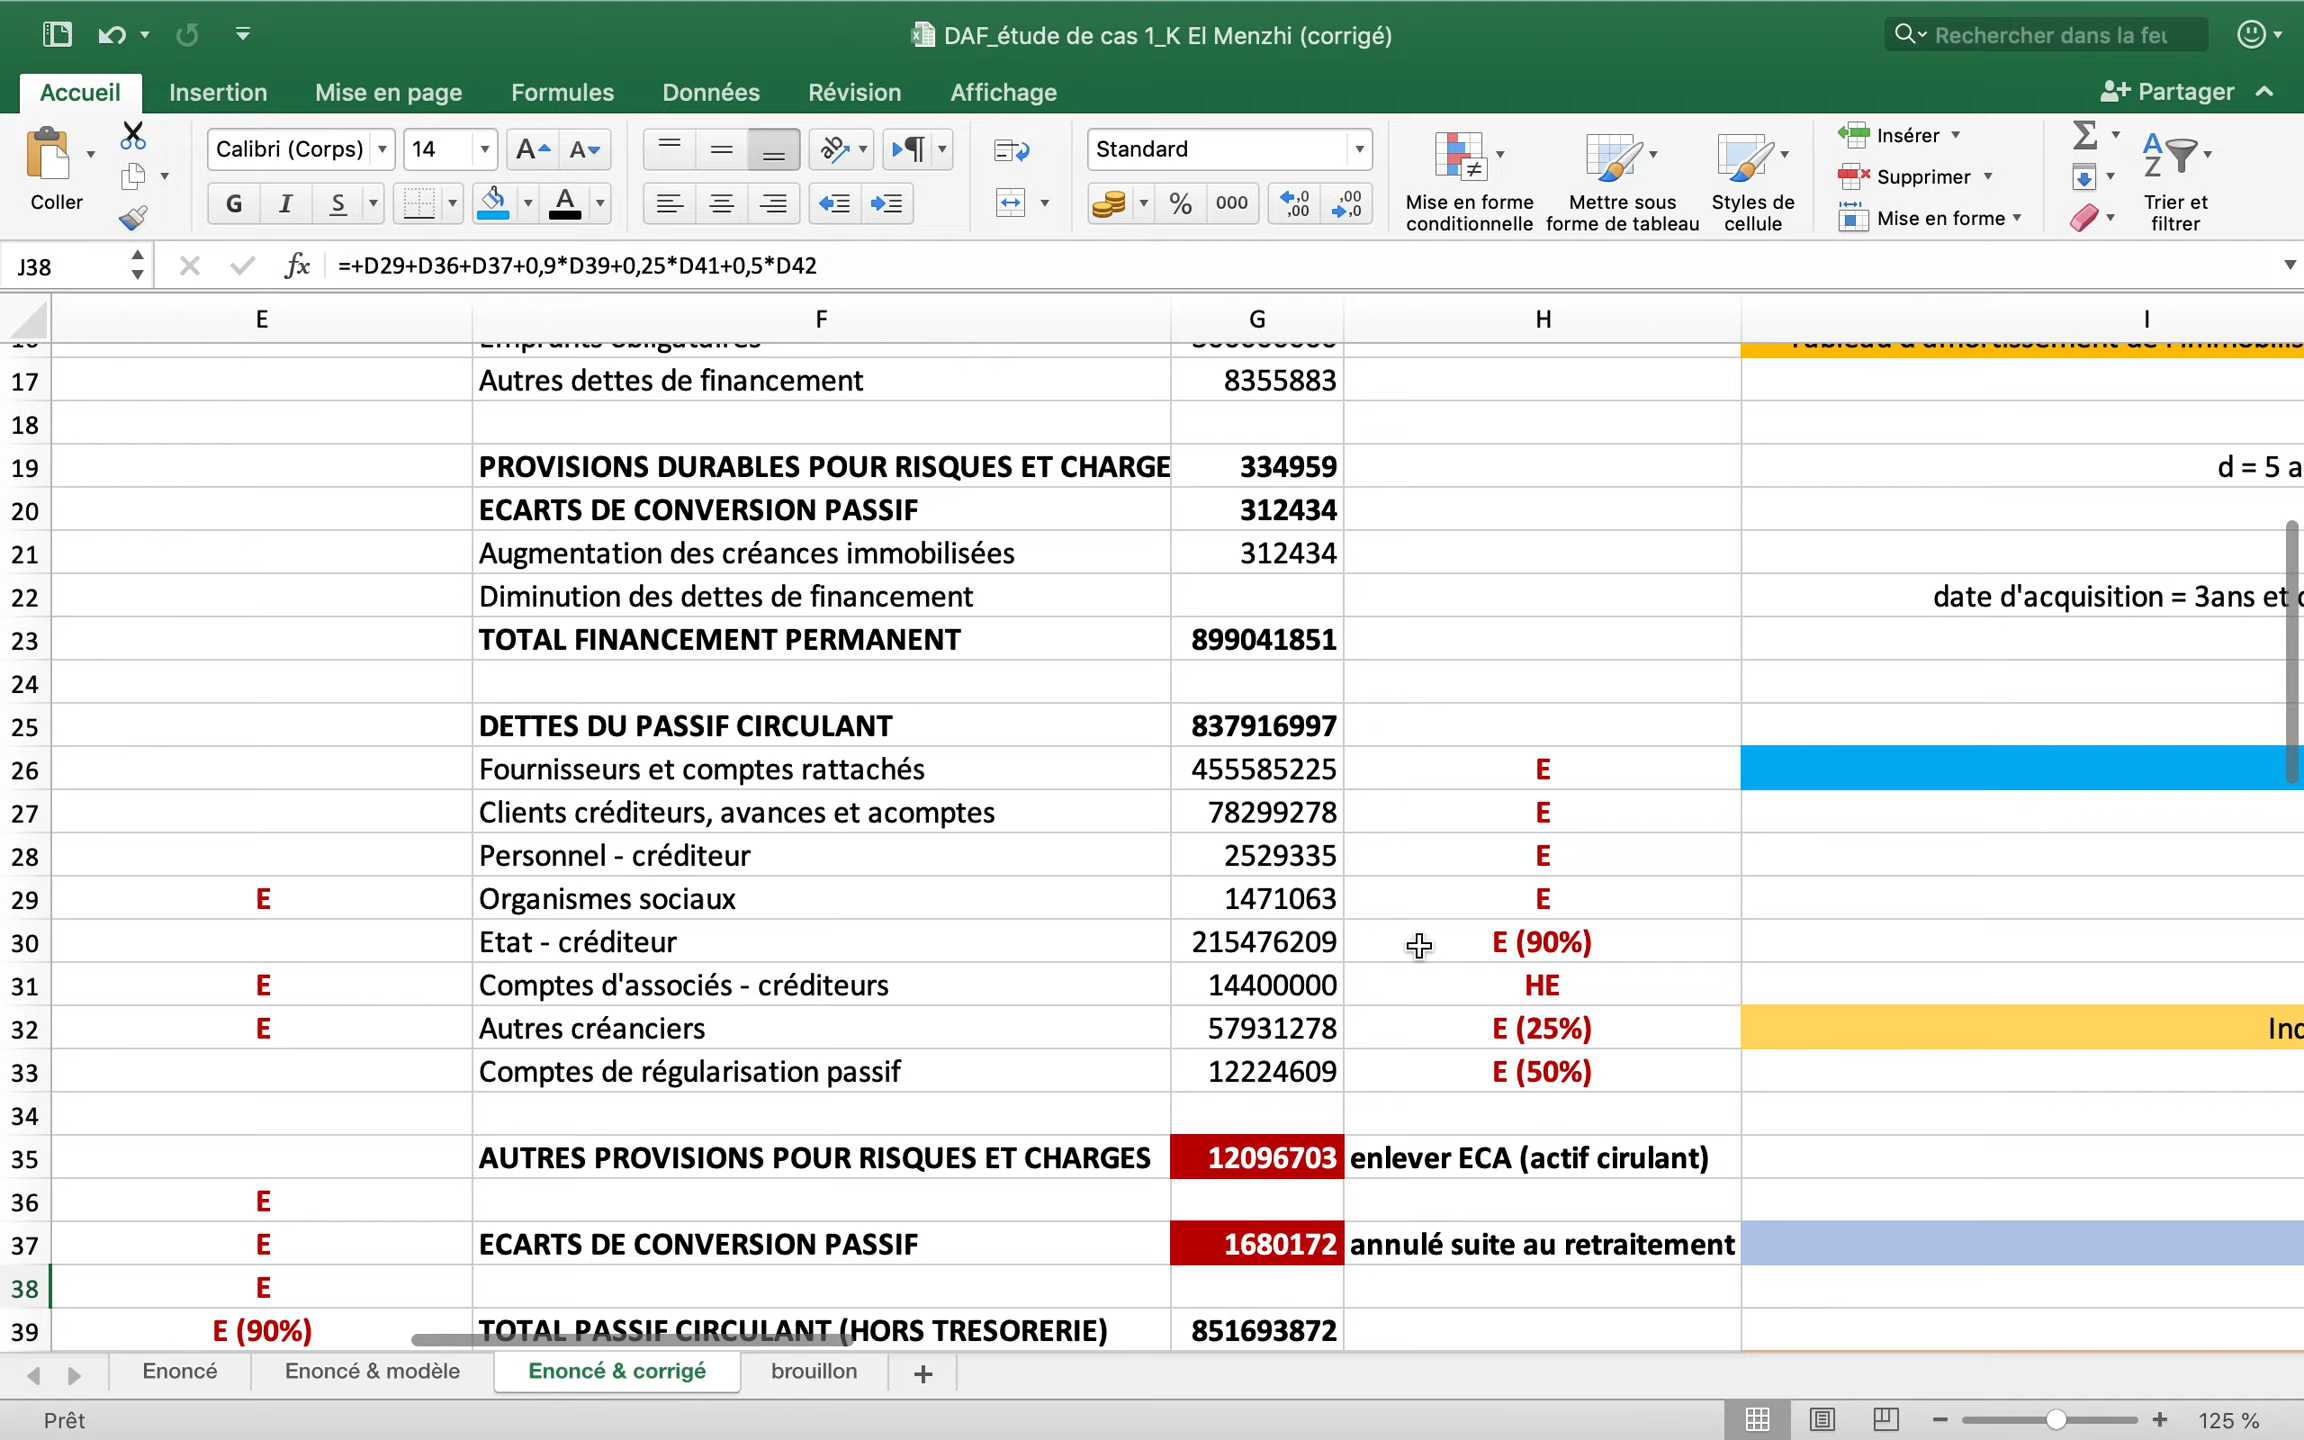 DAF_étude de cas 1_K El Menzhi (corrigé)
Rechercher dans la feu
Accueil Insertion Mise en page Formules Données Révision Affichage Partager
Coller
Calibri (Corps) 14
G I S
Standard
% 000
Mise en forme conditionnelle
Mettre sous forme de tableau
Styles de cellule
Insérer
Supprimer
Mise en forme
Trier et filtrer
J38 fx =+D29+D36+D37+0,9*D39+0,25*D41+0,5*D42
E F G H I
17 Autres dettes de financement 8355883
18
19 PROVISIONS DURABLES POUR RISQUES ET CHARGE 334959 d = 5 a
20 ECARTS DE CONVERSION PASSIF 312434
21 Augmentation des créances immobilisées 312434
22 Diminution des dettes de financement date d'acquisition = 3ans et
23 TOTAL FINANCEMENT PERMANENT 899041851
24
25 DETTES DU PASSIF CIRCULANT 837916997
26 Fournisseurs et comptes rattachés 455585225 E
27 Clients créditeurs, avances et acomptes 78299278 E
28 Personnel - créditeur 2529335 E
29 E Organismes sociaux 1471063 E
30 Etat - créditeur 215476209 E (90%)
31 E Comptes d'associés - créditeurs 14400000 HE
32 E Autres créanciers 57931278 E (25%) Ind
33 Comptes de régularisation passif 12224609 E (50%)
34
35 AUTRES PROVISIONS POUR RISQUES ET CHARGES 12096703 enlever ECA (actif cirulant)
36 E
37 E ECARTS DE CONVERSION PASSIF 1680172 annulé suite au retraitement
38 E
39 E (90%) TOTAL PASSIF CIRCULANT (HORS TRESORERIE) 851693872
Enoncé Enoncé & modèle Enoncé & corrigé brouillon
Prêt 125 %